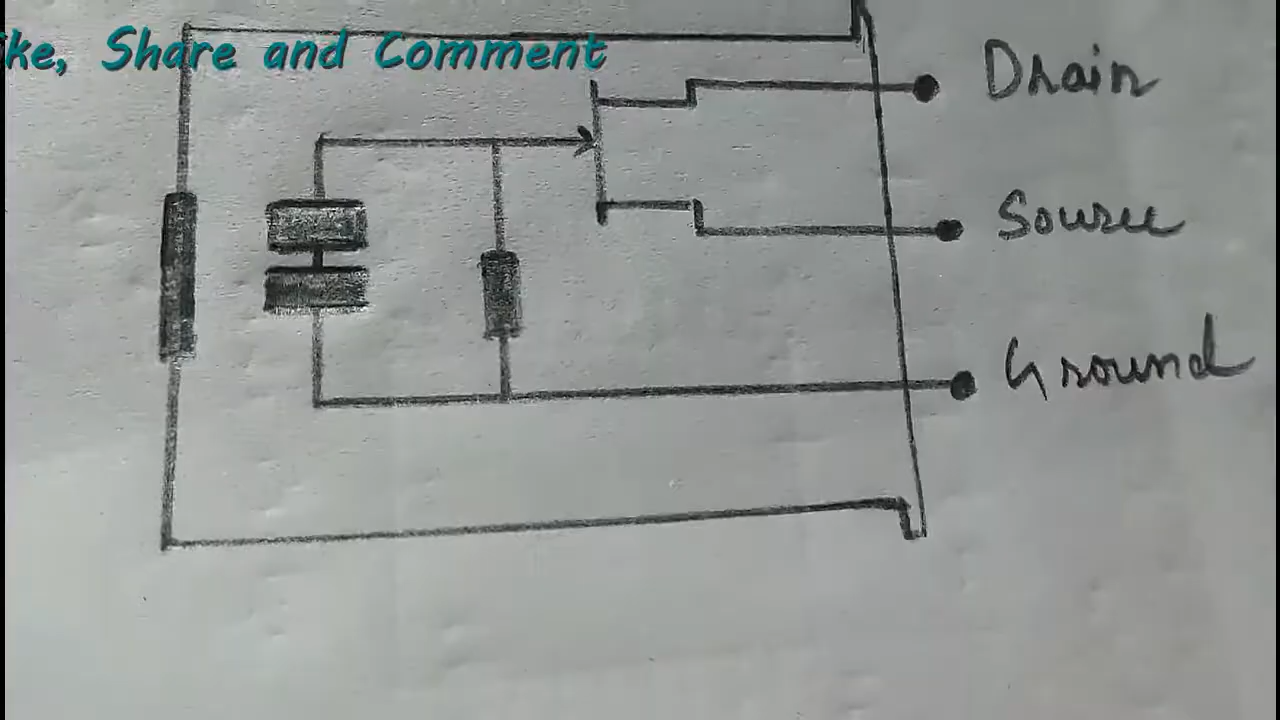 ike, Share and Comment
Drain
Source
Ground